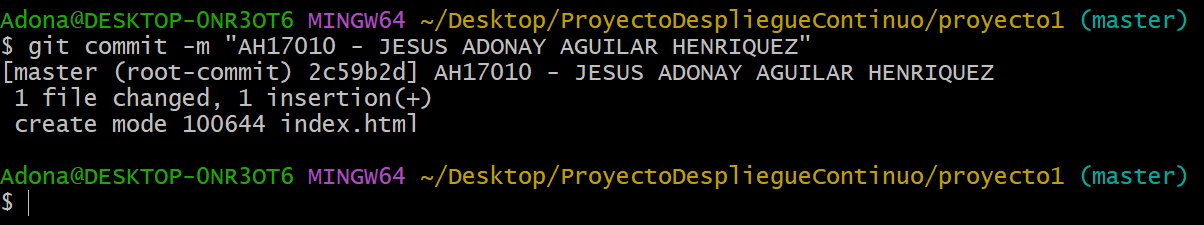 Adona@DESKTOP-0NR3OT6 MINGW64 ~/Desktop/ProyectoDespliegueContinuo/proyecto1 (master)
$ git commit -m "AH17010 - JESUS ADONAY AGUILAR HENRIQUEZ"
[master (root-commit) 2c59b2d] AH17010 - JESUS ADONAY AGUILAR HENRIQUEZ
 1 file changed, 1 insertion(+)
 create mode 100644 index.html

Adona@DESKTOP-0NR3OT6 MINGW64 ~/Desktop/ProyectoDespliegueContinuo/proyecto1 (master)
$